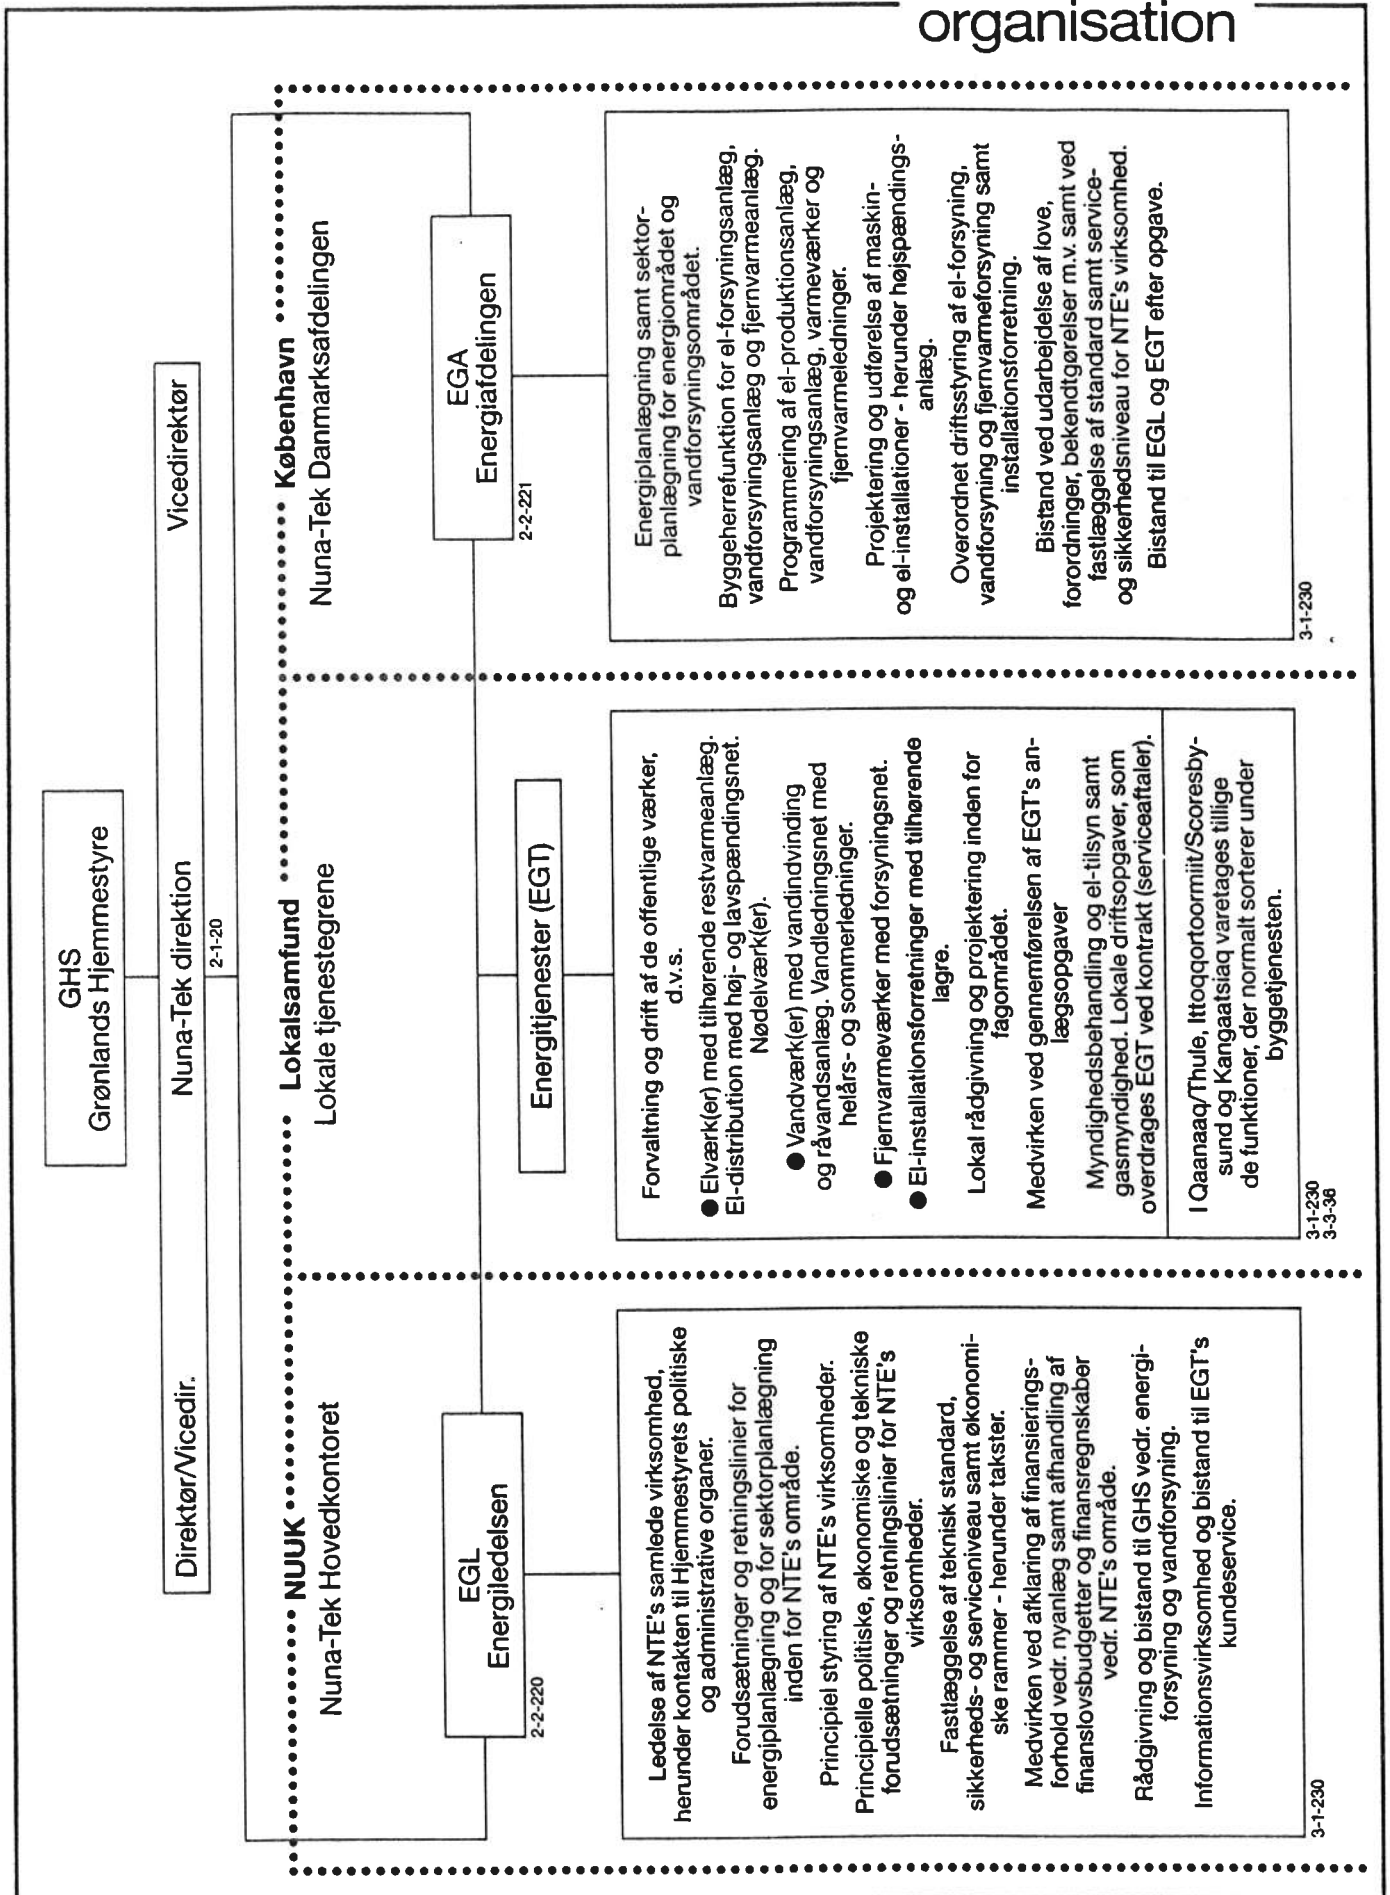 organisation
GHS
Grønlands Hjemmestyre
Direktør/Vicedir.
Nuna-Tek direktion
Vicedirektør
2-1-20
NUUK
Lokalsamfund
København
Nuna-Tek Hovedkontoret
Lokale tjenestegrene
Nuna-Tek Danmarksafdelingen
EGL
Energiledelsen
2-2-220
Ledelse af NTE's samlede virksomhed,
herunder kontakten til Hjemmestyrets politiske
og administrative organer.
Forudsætninger og retningslinier for
energiplanlægning og for sektorplanlægning
inden for NTE's område.
Principiel styring af NTE's virksomheder.
Principielle politiske, økonomiske og tekniske
forudsætninger og retningslinier for NTE's
virksomheder.
Fastlæggelse af teknisk standard,
sikkerheds- og serviceniveau samt økonomi-
ske rammer - herunder takster.
Medvirken ved afklaring af finansierings-
forhold vedr. nyanlæg samt afhandling af
finanslovsbudgetter og finansregnskaber
vedr. NTE's område.
Rådgivning og bistand til GHS vedr. energi-
forsyning og vandforsyning.
Informationsvirksomhed og bistand til EGT's
kundeservice.
3-1-230
Energitjenester (EGT)
Forvaltning og drift af de offentlige værker,
d.v.s.
● Elværk(er) med tilhørende restvarmeanlæg.
El-distribution med høj- og lavspændingsnet.
Nødelværk(er).
● Vandværk(er) med vandindvinding
og råvandsanlæg. Vandledningsnet med
helårs- og sommerledninger.
● Fjernvarmeværker med forsyningsnet.
● El-installationsforretninger med tilhørende
lagre.
Lokal rådgivning og projektering inden for
fagområdet.
Medvirken ved gennemførelsen af EGT's an-
lægsopgaver
Myndighedsbehandling og el-tilsyn samt
gasmyndighed. Lokale driftsopgaver, som
overdrages EGT ved kontrakt (serviceaftaler).
I Qaanaaq/Thule, Ittoqqortoormiit/Scoresby-
sund og Kangaatsiaq varetages tillige
de funktioner, der normalt sorterer under
byggetjenesten.
3-1-230
3-3-36
EGA
Energiafdelingen
2-2-221
Energiplanlægning samt sektor-
planlægning for energiområdet og
vandforsyningsområdet.
Byggeherrefunktion for el-forsyningsanlæg,
vandforsyningsanlæg og fjernvarmeanlæg.
Programmering af el-produktionsanlæg,
vandforsyningsanlæg, varmeværker og
fjernvarmeledninger.
Projektering og udførelse af maskin-
og el-installationer - herunder højspændings-
anlæg.
Overordnet driftsstyring af el-forsyning,
vandforsyning og fjernvarmeforsyning samt
installationsforretning.
Bistand ved udarbejdelse af love,
forordninger, bekendtgørelser m.v. samt ved
fastlæggelse af standard samt service-
og sikkerhedsniveau for NTE's virksomhed.
Bistand til EGL og EGT efter opgave.
3-1-230